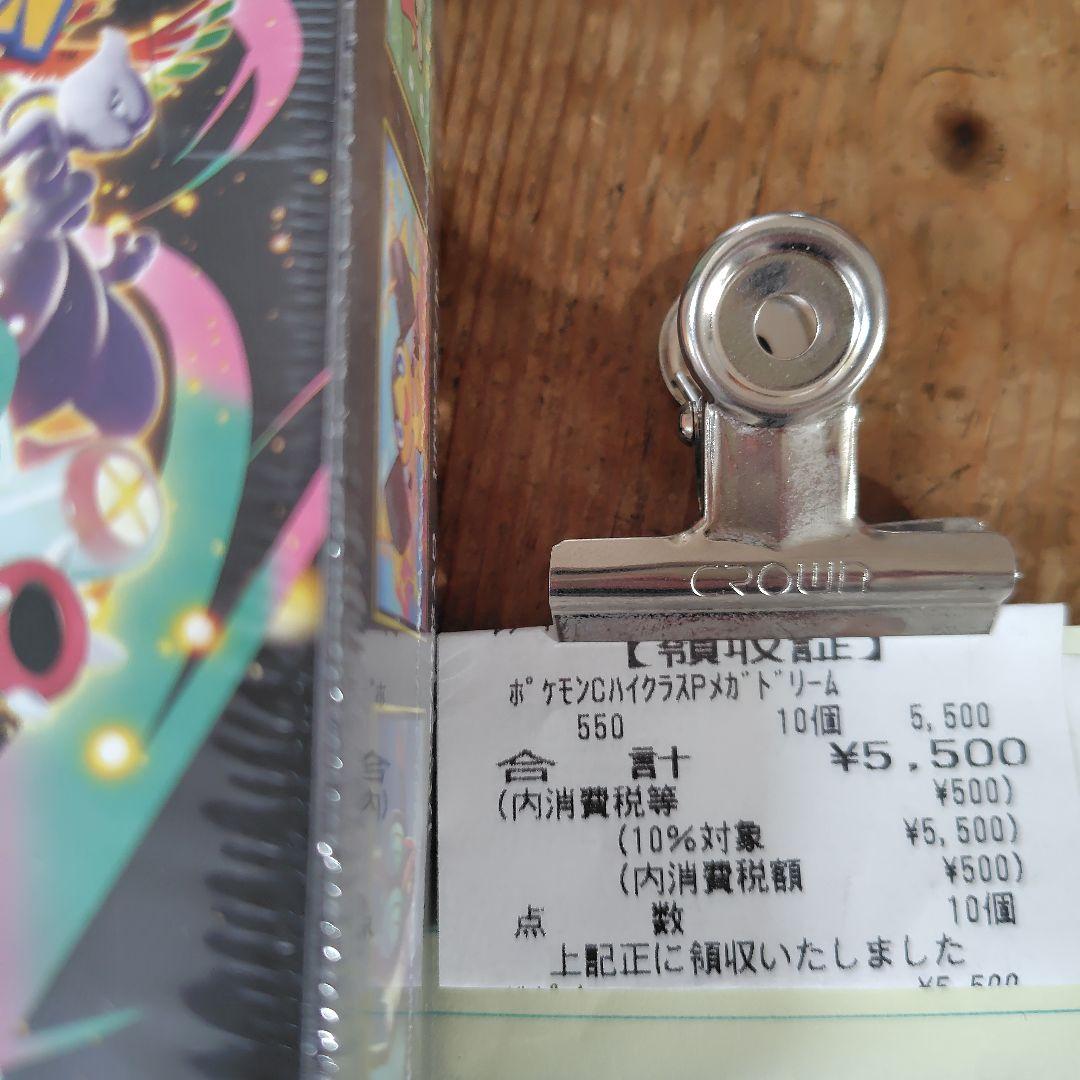 CROWN
【領収証】
ポケモンCハイクラスPメガドリーム
550 10個 5,500
合 計 ¥5,500
(内消費税等 ¥500)
(10%対象 ¥5,500)
(内消費税額 ¥500)
点 数 10個
上記正に領収いたしました
¥5,500